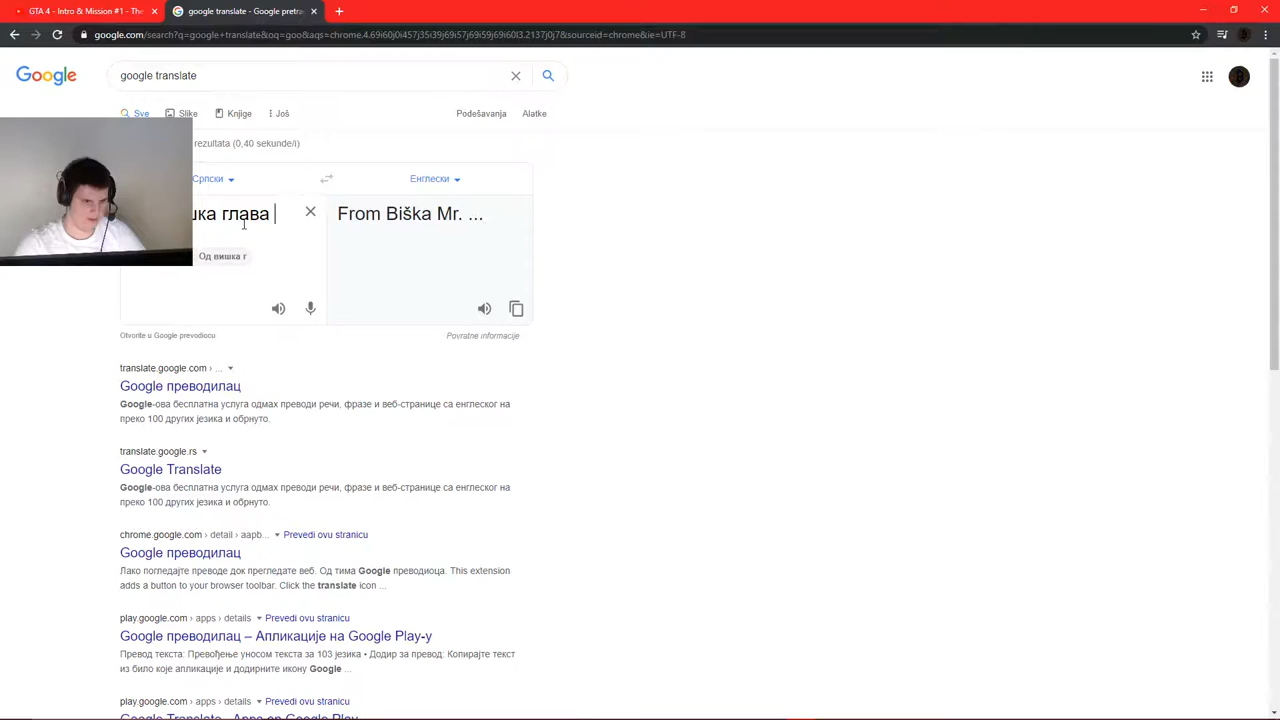 GTA 4 - Intro & Mission #1 - The
google translate - Google pretraž
google.com/search?q=google+translate&oq=goo&aqs=chrome.4.69i60j0i457j35i39j69i57j69i59j69i60l3.2137j0j7&sourceid=chrome&ie=UTF-8
Google
google translate
Sve Slike Knjige Još Podešavanja Alatke
rezultata (0,40 sekunde/i)
Српски Енглески
шка глава From Biška Mr. ...
Од вишка г
Otvorite u Google prevodiocu Povratne informacije
translate.google.com › ...
Google преводилац
Google-ова бесплатна услуга одмах преводи речи, фразе и веб-странице са енглеског на
преко 100 других језика и обрнуто.
translate.google.rs
Google Translate
Google-ова бесплатна услуга одмах преводи речи, фразе и веб-странице са енглеског на
преко 100 других језика и обрнуто.
chrome.google.com › detail › aapb... Prevedi ovu stranicu
Google преводилац
Лако погледајте преводе док прегледате веб. Од тима Google преводиоца. This extension
adds a button to your browser toolbar. Click the translate icon ...
play.google.com › apps › details Prevedi ovu stranicu
Google преводилац – Апликације на Google Play-у
Превод текста: Превођење уносом текста за 103 језика • Додир за превод: Копирајте текст
из било које апликације и додирните икону Google ...
play.google.com › apps › details Prevedi ovu stranicu
Google Translate - Apps on Google Play